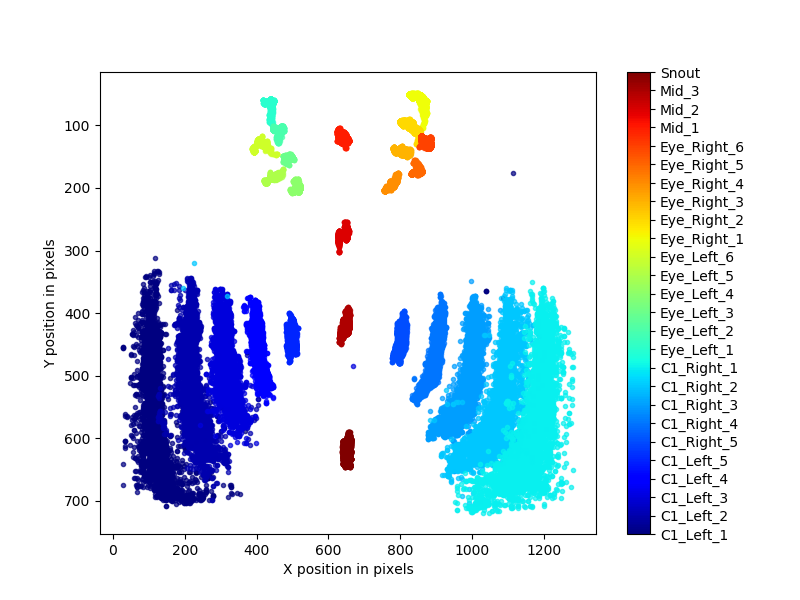 100
200
300
400
500
600
700
Y position in pixels
0
200
400
600
800
1000
1200
X position in pixels
Snout
Mid_3
Mid_2
Mid_1
Eye_Right_6
Eye_Right_5
Eye_Right_4
Eye_Right_3
Eye_Right_2
Eye_Right_1
Eye_Left_6
Eye_Left_5
Eye_Left_4
Eye_Left_3
Eye_Left_2
Eye_Left_1
C1_Right_1
C1_Right_2
C1_Right_3
C1_Right_4
C1_Right_5
C1_Left_5
C1_Left_4
C1_Left_3
C1_Left_2
C1_Left_1